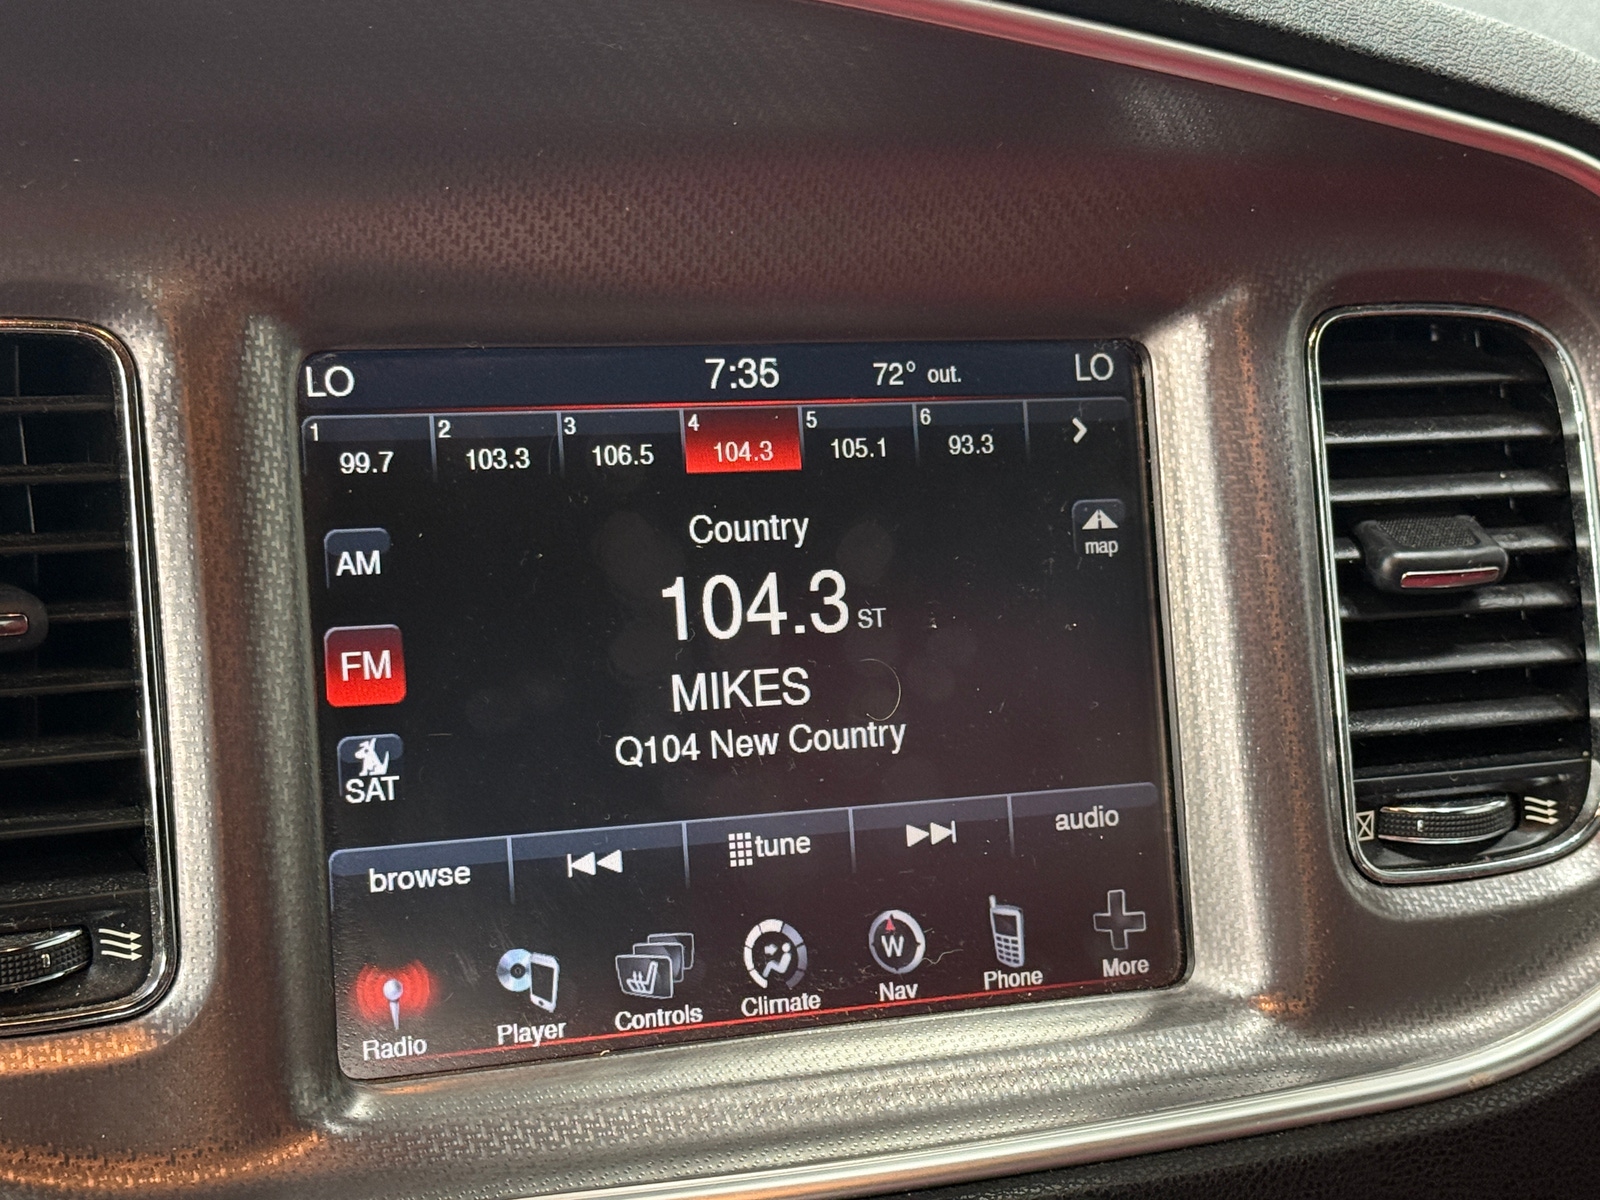 LO 7:35 72° out. LO
1 2 3 4 5 6
99.7 103.3 106.5 104.3 105.1 93.3
Country
map
AM
104.3 ST
FM
MIKES
Q104 New Country
SAT
browse tune audio
W
Radio Player Controls Climate Nav Phone More